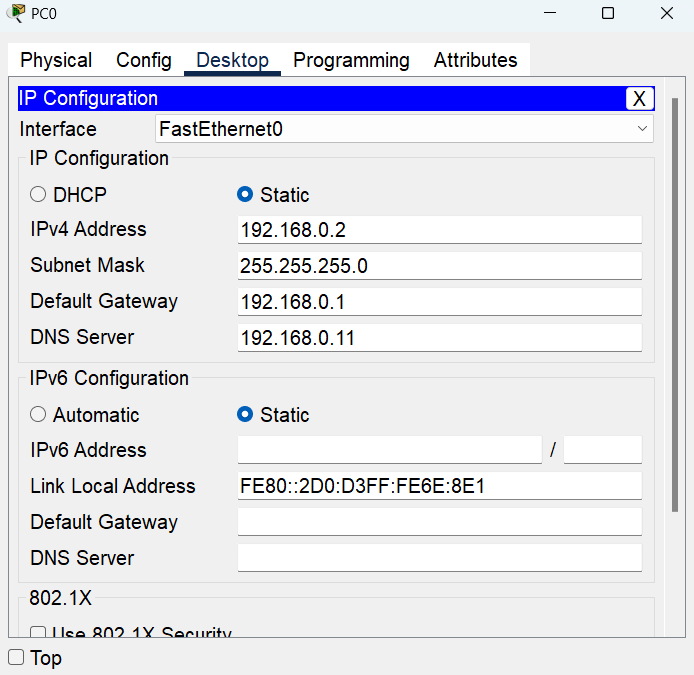 PC0
Physical Config Desktop Programming Attributes
IP Configuration X
Interface FastEthernet0
IP Configuration
DHCP Static
IPv4 Address 192.168.0.2
Subnet Mask 255.255.255.0
Default Gateway 192.168.0.1
DNS Server 192.168.0.11
IPv6 Configuration
Automatic Static
IPv6 Address /
Link Local Address FE80::2D0:D3FF:FE6E:8E1
Default Gateway
DNS Server
802.1X
Use 802.1X Security
Top